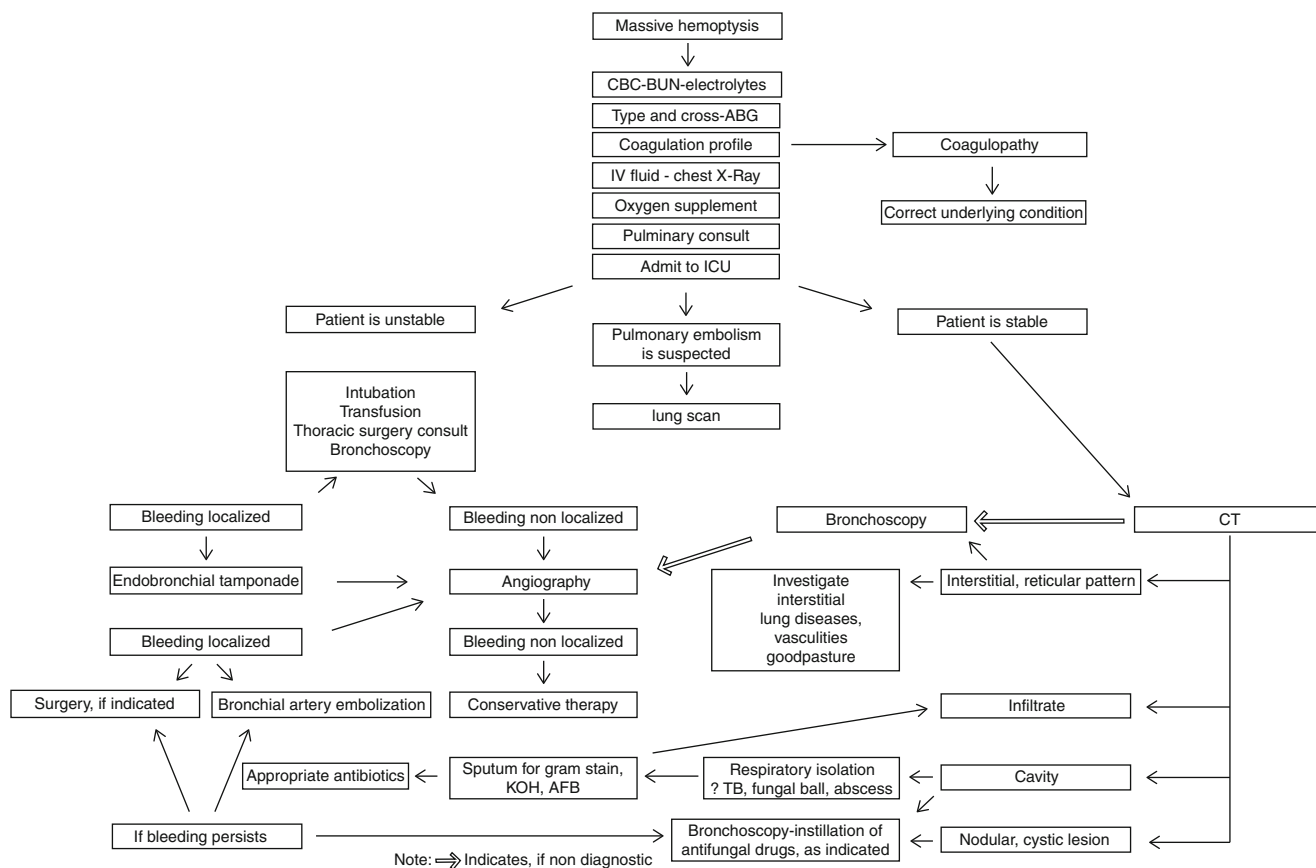 Massive hemoptysis
CBC-BUN-electrolytes
Type and cross-ABG
Coagulation profile
Coagulopathy
IV fluid - chest X-Ray
Oxygen supplement
Correct underlying condition
Pulminary consult
Admit to ICU
Patient is unstable
Pulmonary embolism
is suspected
Patient is stable
Intubation
Transfusion
Thoracic surgery consult
Bronchoscopy
lung scan
Bleeding localized
Bleeding non localized
Bronchoscopy
CT
Endobronchial tamponade
Angiography
Investigate
interstitial
lung diseases,
vasculities
goodpasture
Interstitial, reticular pattern
Bleeding localized
Bleeding non localized
Surgery, if indicated
Bronchial artery embolization
Conservative therapy
Infiltrate
Appropriate antibiotics
Sputum for gram stain,
KOH, AFB
Respiratory isolation
? TB, fungal ball, abscess
Cavity
If bleeding persists
Bronchoscopy-instillation of
antifungal drugs, as indicated
Nodular, cystic lesion
Note: ⇒ Indicates, if non diagnostic